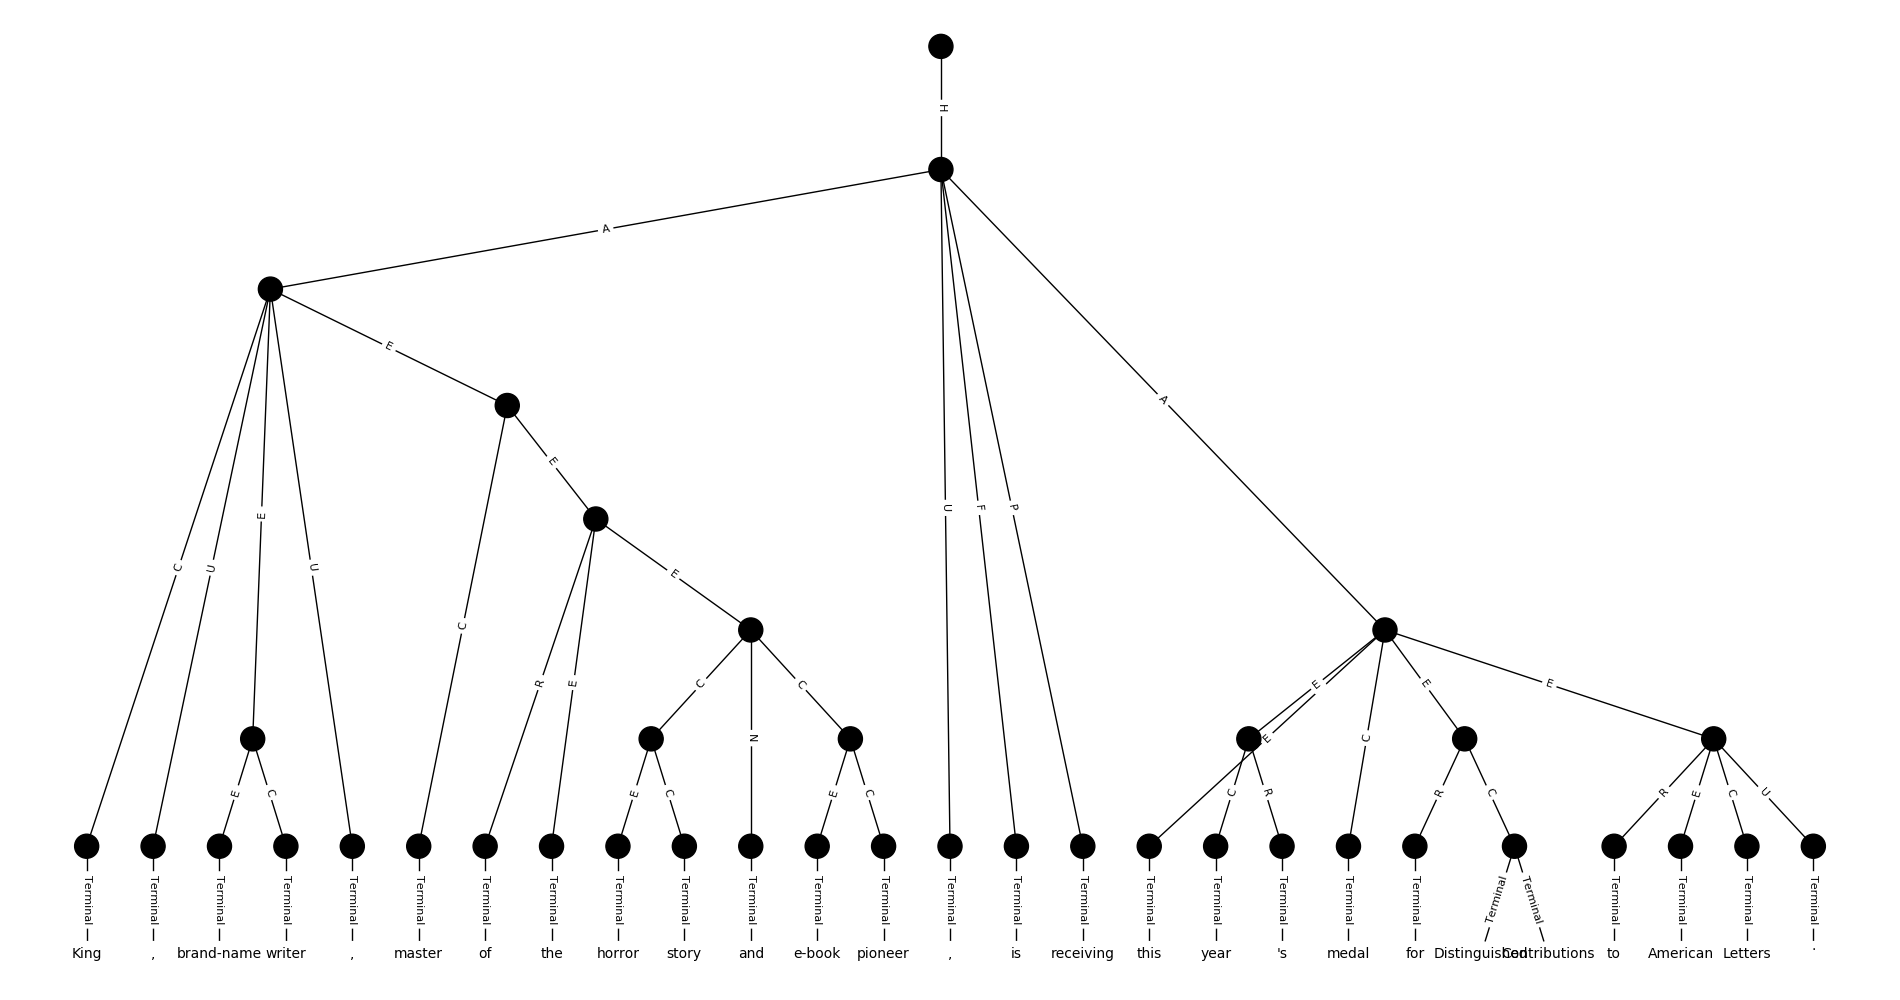 H
A
A
E
E
E
U
F
P
E
C
U
U
C
R
E
C
C
N
E
E
C
E
E
E
C
E
C
E
C
C
R
R
C
R
E
C
U
Terminal Terminal Terminal Terminal Terminal Terminal Terminal Terminal Terminal Terminal Terminal Terminal Terminal Terminal Terminal Terminal Terminal Terminal Terminal Terminal Terminal Terminal Terminal Terminal Terminal Terminal Terminal
King , brand-name writer , master of the horror story and e-book pioneer , is receiving this year 's medal for Distinguished Contributions to American Letters .